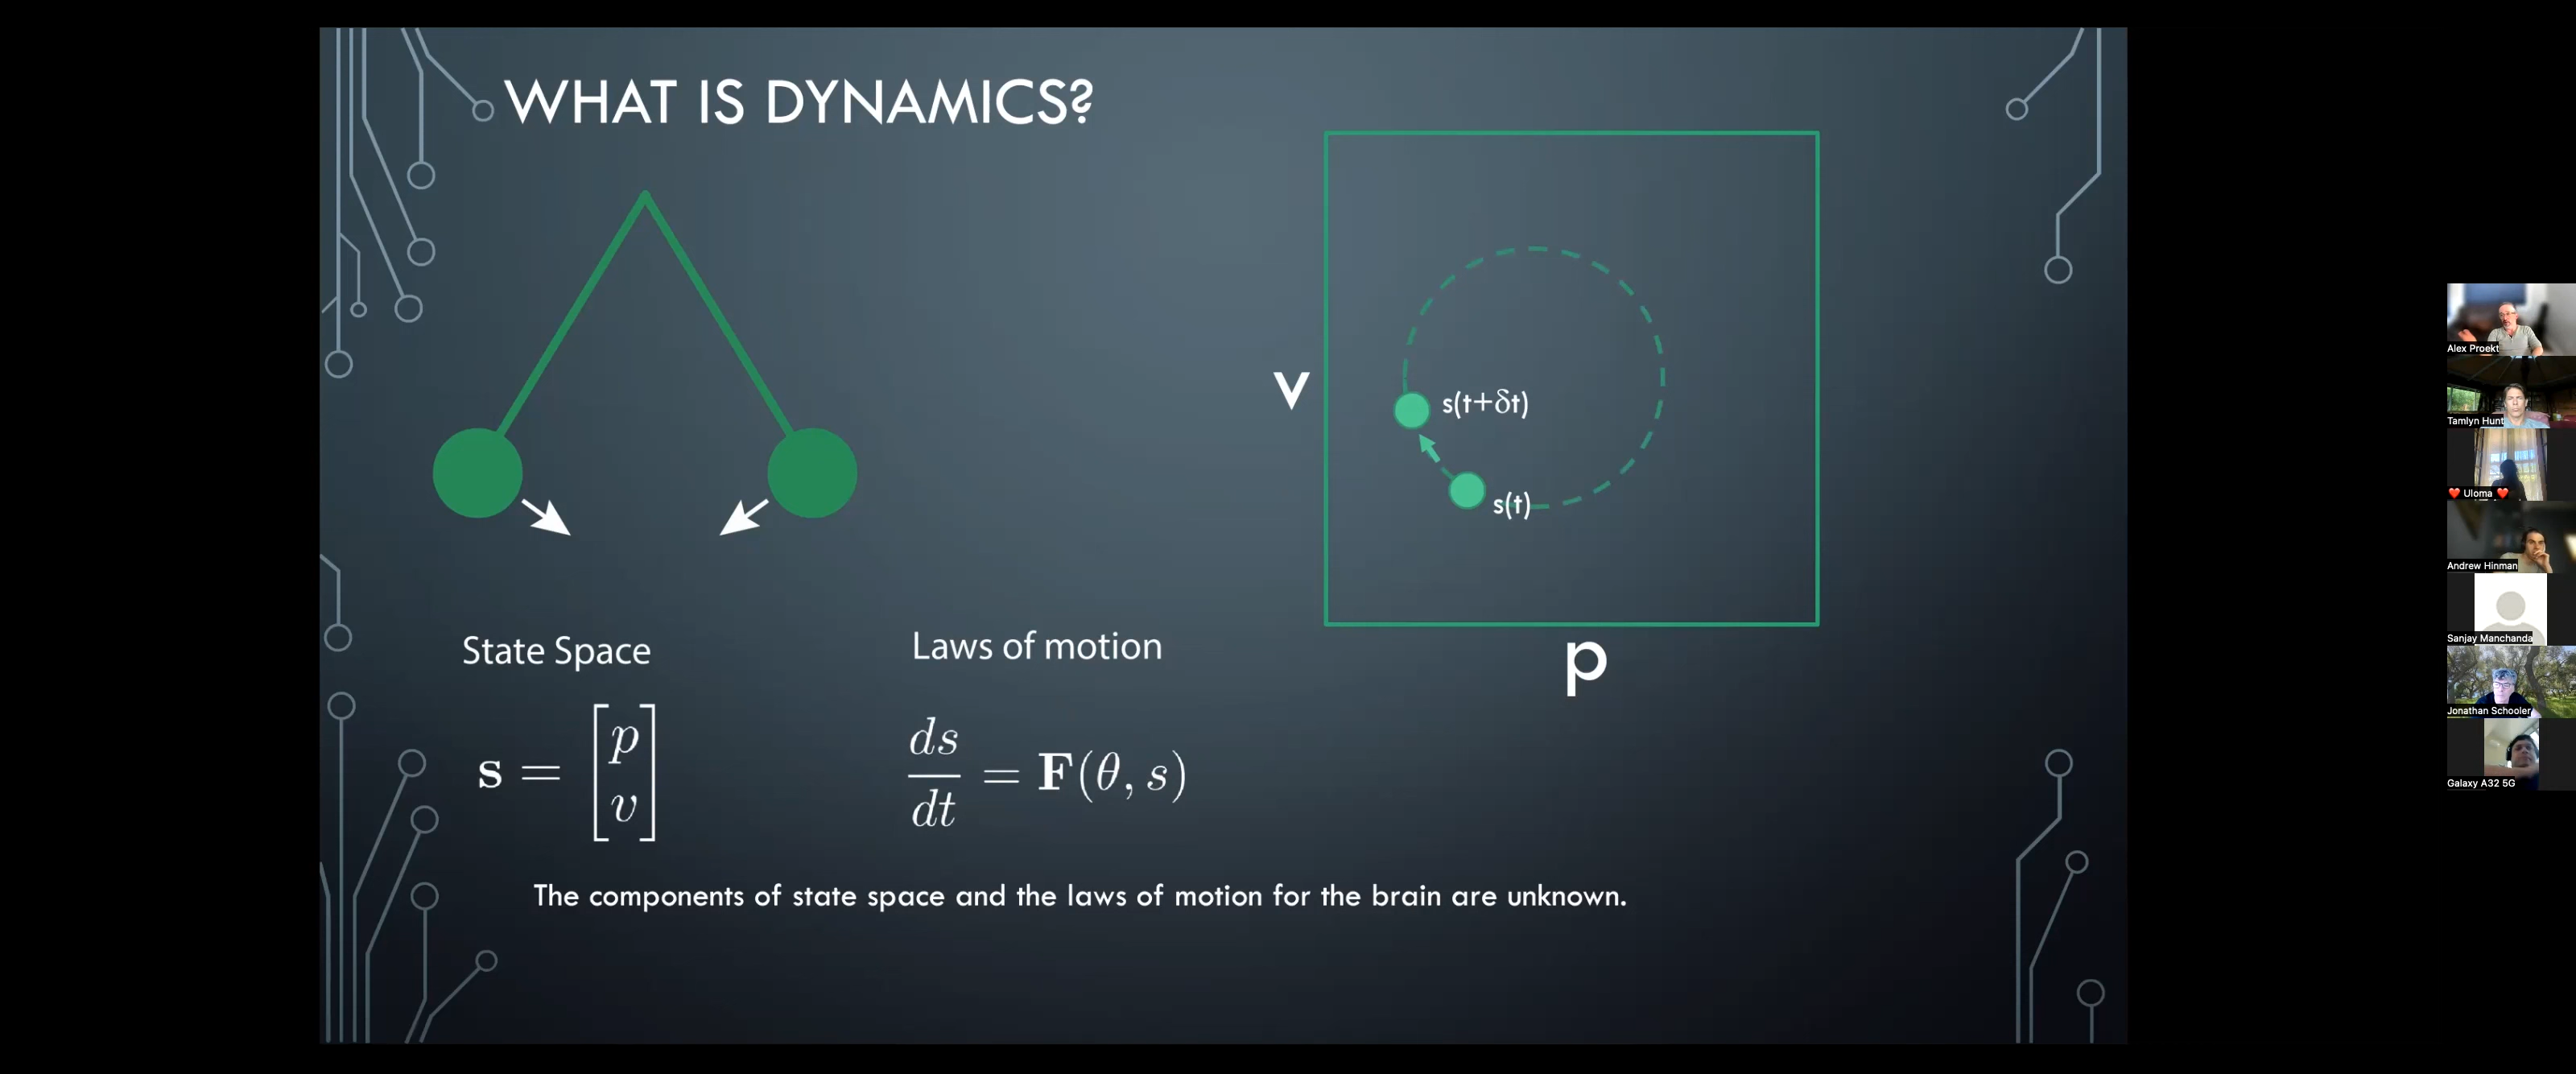 WHAT IS DYNAMICS?
v
s(t+δt)
s(t)
p
State Space
Laws of motion
s = [p v]
ds/dt = F(θ, s)
The components of state space and the laws of motion for the brain are unknown.
Alex Proekt
Tamlyn Hunt
❤️ Uloma ❤️
Andrew Hinman
Sanjay Manchanda
Jonathan Schooler
Galaxy A32 5G